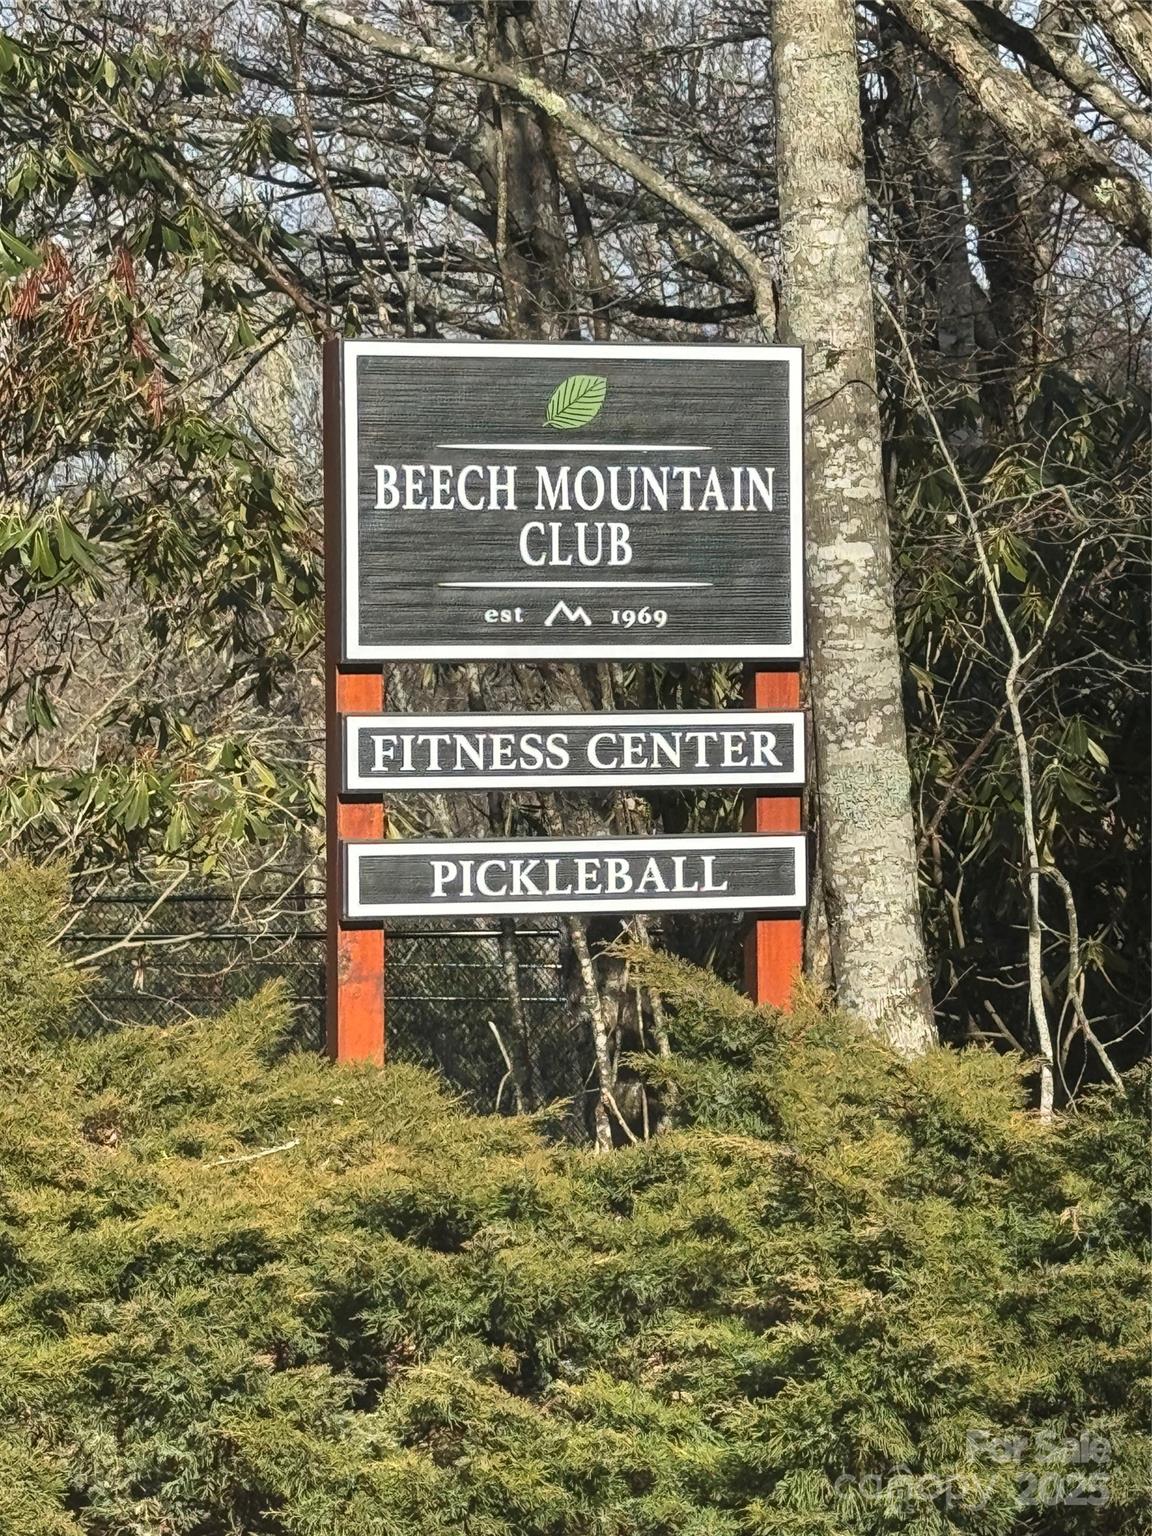 BEECH MOUNTAIN
CLUB
est 1969
FITNESS CENTER
PICKLEBALL
For Sale
canopy 2025